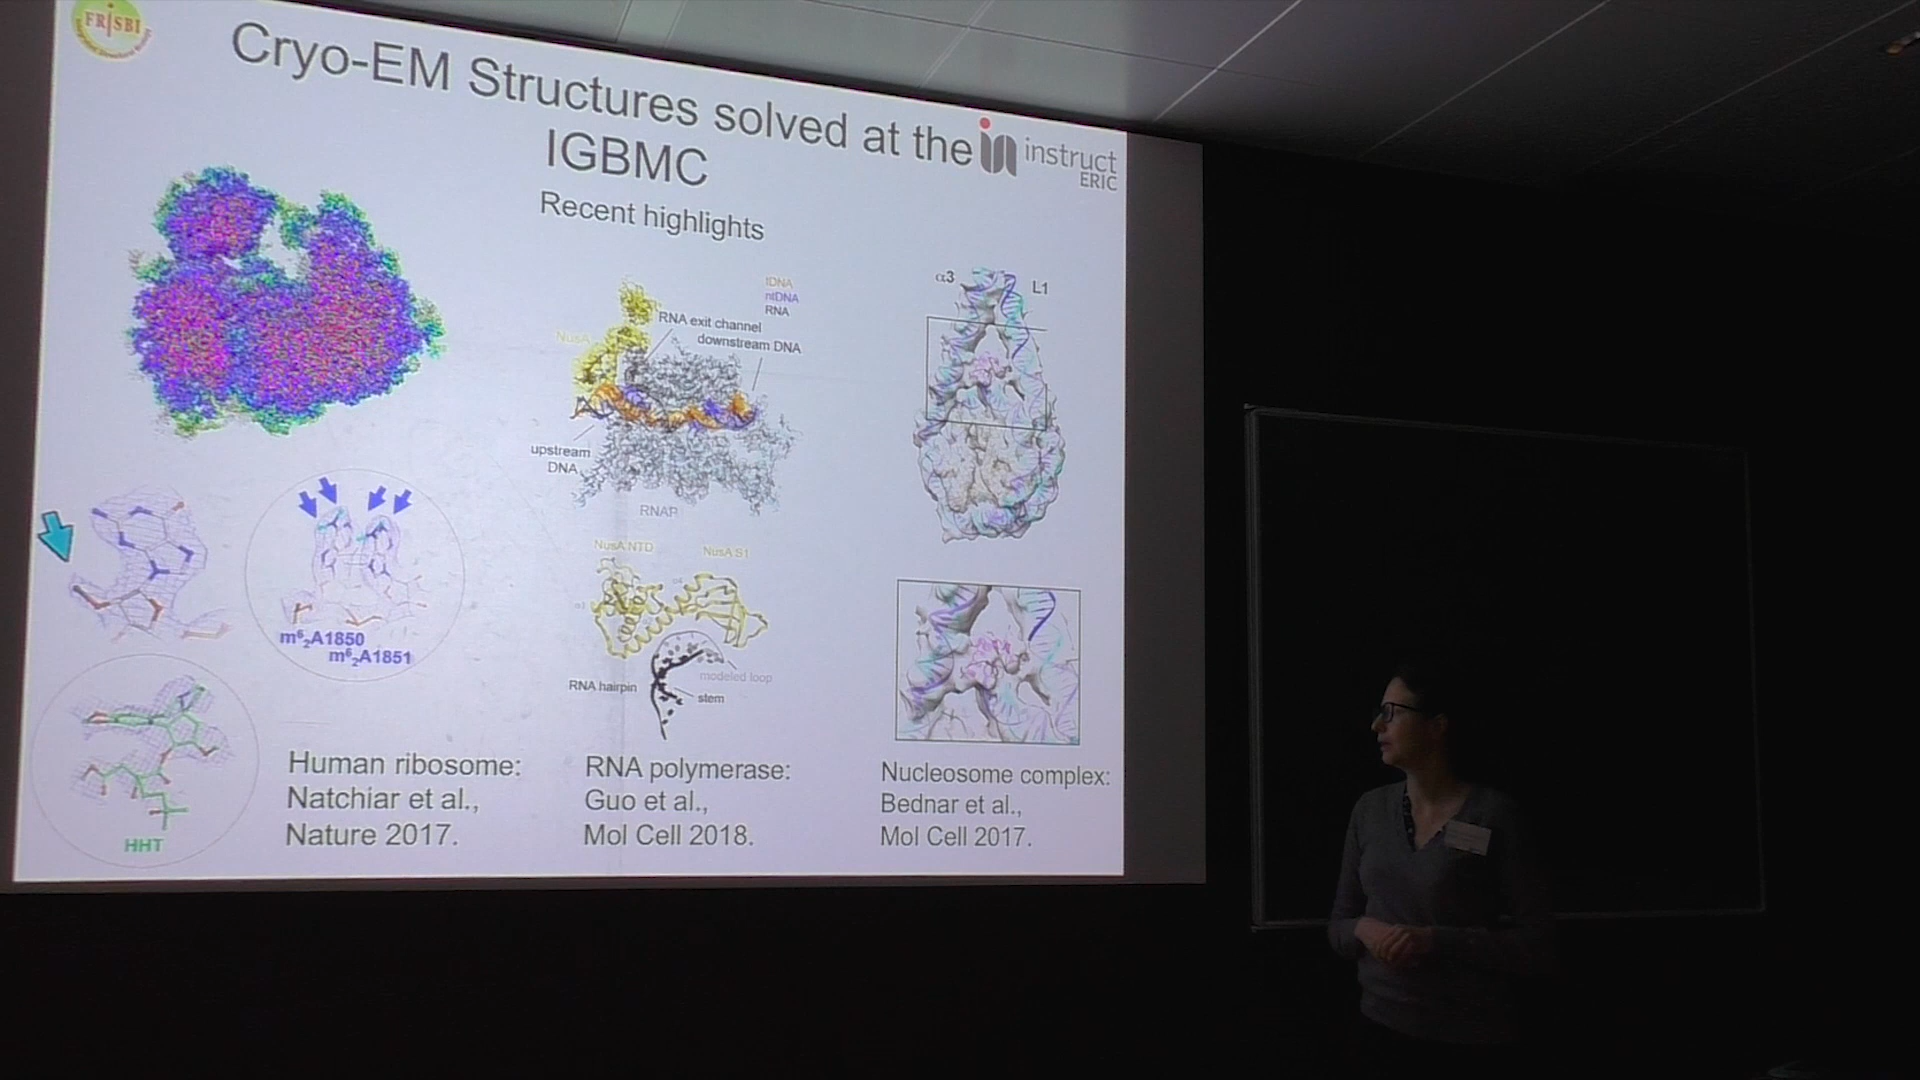 FRISBI
Cryo-EM Structures solved at the
IGBMC
instruct
ERIC
Recent highlights
tDNA
ntDNA
RNA
NusA
RNA exit channel
downstream DNA
upstream
DNA
RNAP
α3
L1
NusA NTD
NusA S1
RNA hairpin
modeled loop
stem
m⁶₂A1850
m⁶₂A1851
HHT
Human ribosome:
Natchiar et al.,
Nature 2017.
RNA polymerase:
Guo et al.,
Mol Cell 2018.
Nucleosome complex:
Bednar et al.,
Mol Cell 2017.